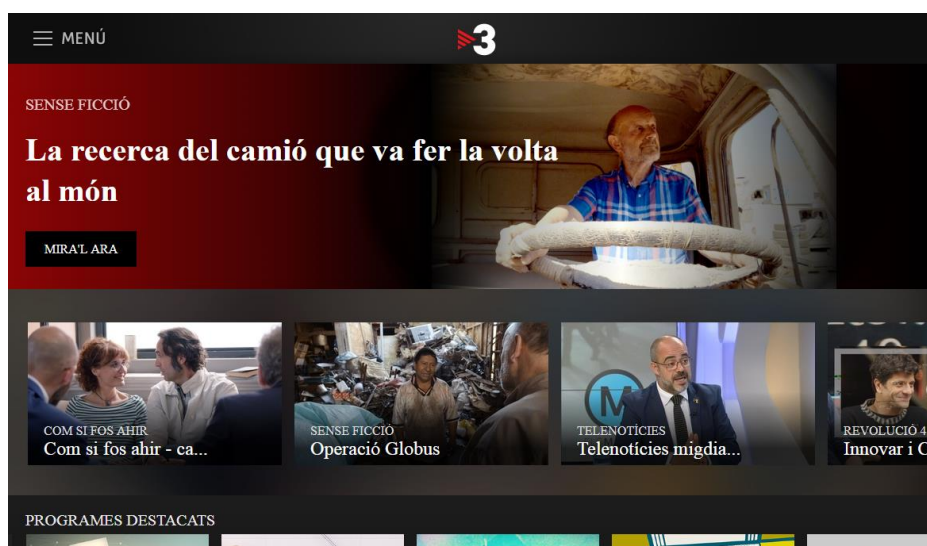 MENÚ
3
SENSE FICCIÓ
La recerca del camió que va fer la volta
al món
MIRA'L ARA
COM SI FOS AHIR
Com si fos ahir - ca...
SENSE FICCIÓ
Operació Globus
M
TELENOTÍCIES
Telenotícies migdia...
REVOLUCIÓ 4
Innovar i C
PROGRAMES DESTACATS